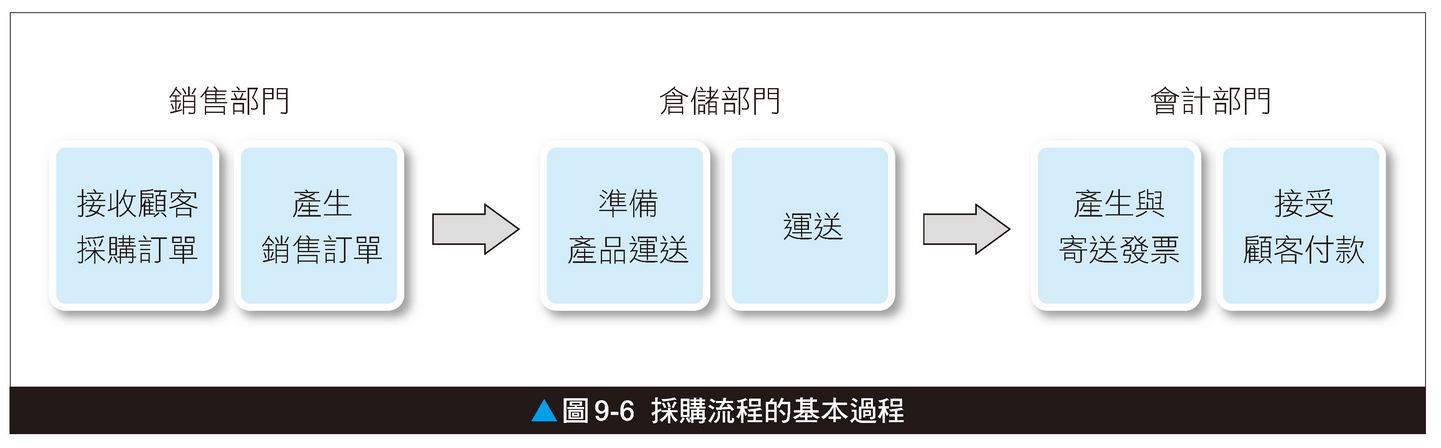 銷售部門
接收顧客
採購訂單
產生
銷售訂單
倉儲部門
準備
產品運送
運送
會計部門
產生與
寄送發票
接受
顧客付款
▲圖9-6 採購流程的基本過程